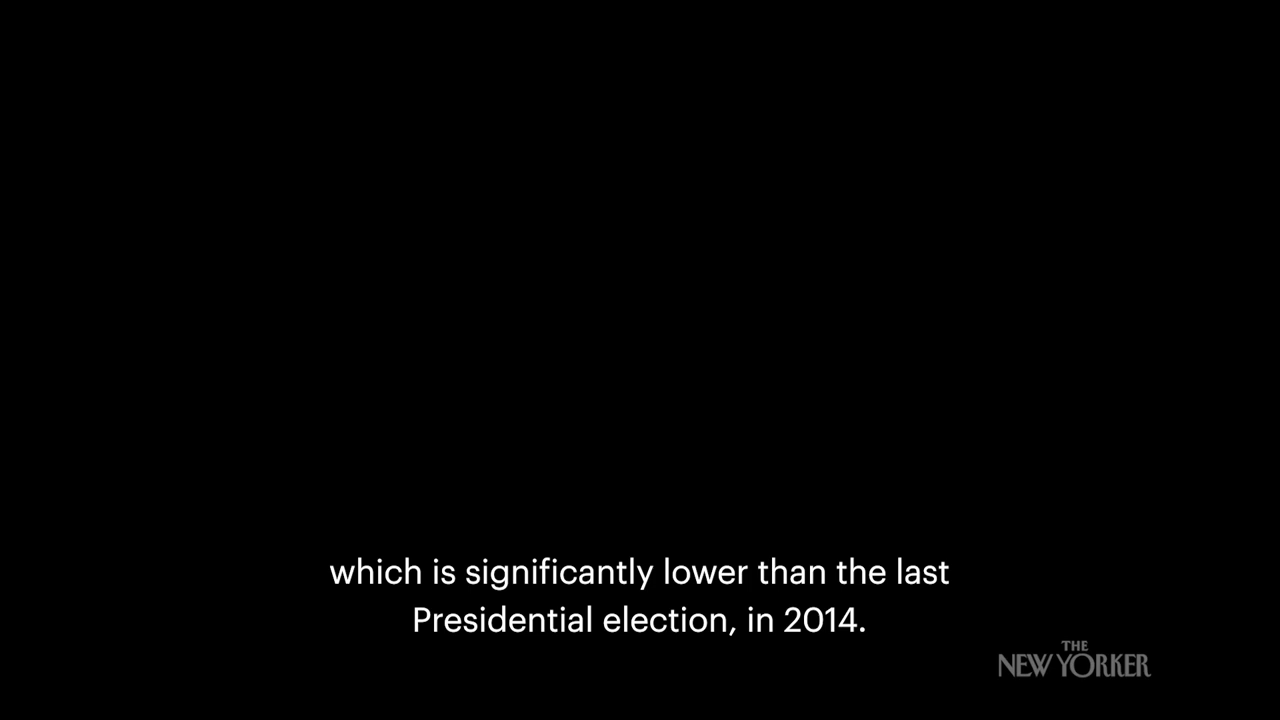 which is significantly lower than the last
Presidential election, in 2014.
THE
NEW YORKER